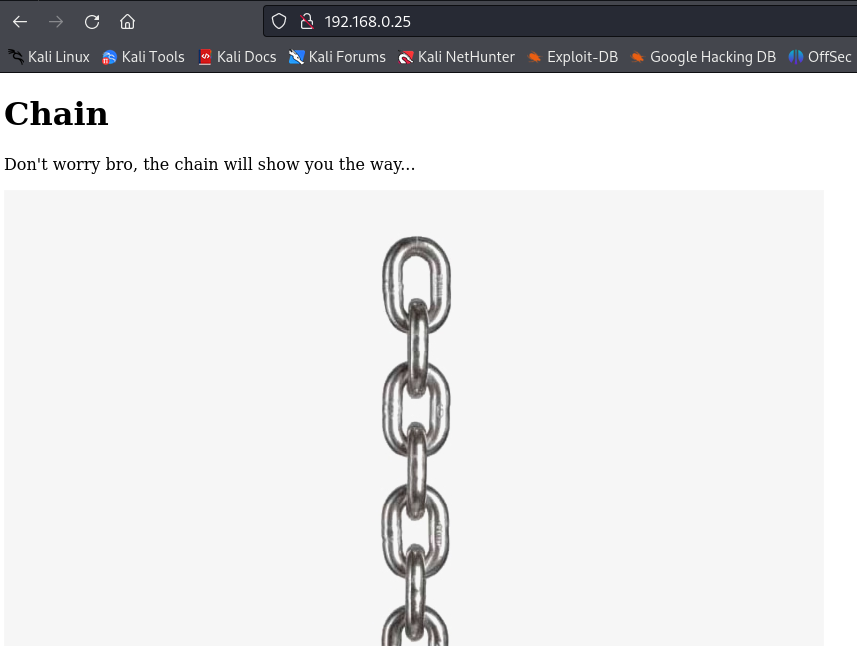 192.168.0.25
Kali Linux Kali Tools Kali Docs Kali Forums Kali NetHunter Exploit-DB Google Hacking DB OffSec
Chain
Don't worry bro, the chain will show you the way...